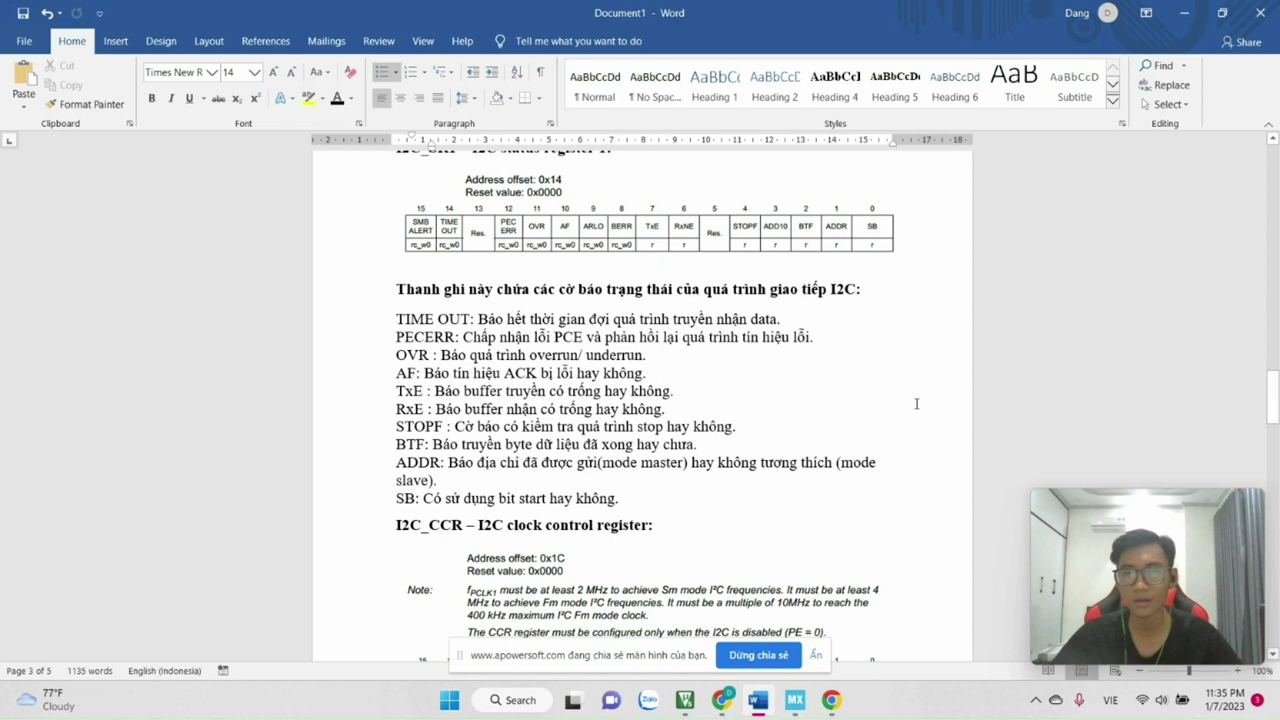 Document1 - Word
Dang D
File Home Insert Design Layout References Mailings Review View Help Tell me what you want to do Share
Paste Cut Copy Format Painter
Times New R 14
AaBbCcDd AaBbCcDd AaBbCc AaBbCcD AaBbCcI AaBbCcDc AaBbCcDd AaB AaBbCcD
¶ Normal ¶ No Spac... Heading 1 Heading 2 Heading 4 Heading 5 Heading 6 Title Subtitle
Find
Replace
Select
Clipboard Font Paragraph Styles Editing
Address offset: 0x14
Reset value: 0x0000
15 14 13 12 11 10 9 8 7 6 5 4 3 2 1 0
SMB ALERT TIME OUT Res. PEC ERR OVR AF ARLO BERR TxE RxNE Res. STOPF ADD10 BTF ADDR SB
rc_w0 rc_w0 rc_w0 rc_w0 rc_w0 rc_w0 rc_w0 r r r r r r r
Thanh ghi này chứa các cờ báo trạng thái của quá trình giao tiếp I2C:
TIME OUT: Báo hết thời gian đợi quá trình truyền nhận data.
PECERR: Chấp nhận lỗi PCE và phản hồi lại quá trình tín hiệu lỗi.
OVR : Báo quá trình overrun/ underrun.
AF: Báo tín hiệu ACK bị lỗi hay không.
TxE : Báo buffer truyền có trống hay không.
RxE : Báo buffer nhận có trống hay không.
STOPF : Cờ báo có kiểm tra quá trình stop hay không.
BTF: Báo truyền byte dữ liệu đã xong hay chưa.
ADDR: Báo địa chỉ đã được gửi(mode master) hay không tương thích (mode
slave).
SB: Có sử dụng bit start hay không.
I2C_CCR – I2C clock control register:
Address offset: 0x1C
Reset value: 0x0000
Note: fPCLK1 must be at least 2 MHz to achieve Sm mode I²C frequencies. It must be at least 4
MHz to achieve Fm mode I²C frequencies. It must be a multiple of 10MHz to reach the
400 kHz maximum I²C Fm mode clock.
The CCR register must be configured only when the I2C is disabled (PE = 0).
www.apowersoft.com đang chia sẻ màn hình của bạn. Dừng chia sẻ Ẩn
Page 3 of 5 1135 words English (Indonesia) 100%
77°F
Cloudy
Search
Zalo
MX
VIE
11:35 PM
1/7/2023
3